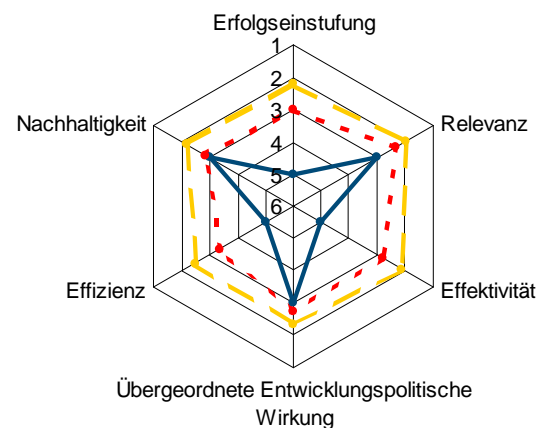 Erfolgseinstufung
1
2
3
4
5
6
Nachhaltigkeit
Relevanz
Effizienz
Effektivität
Übergeordnete Entwicklungspolitische
Wirkung